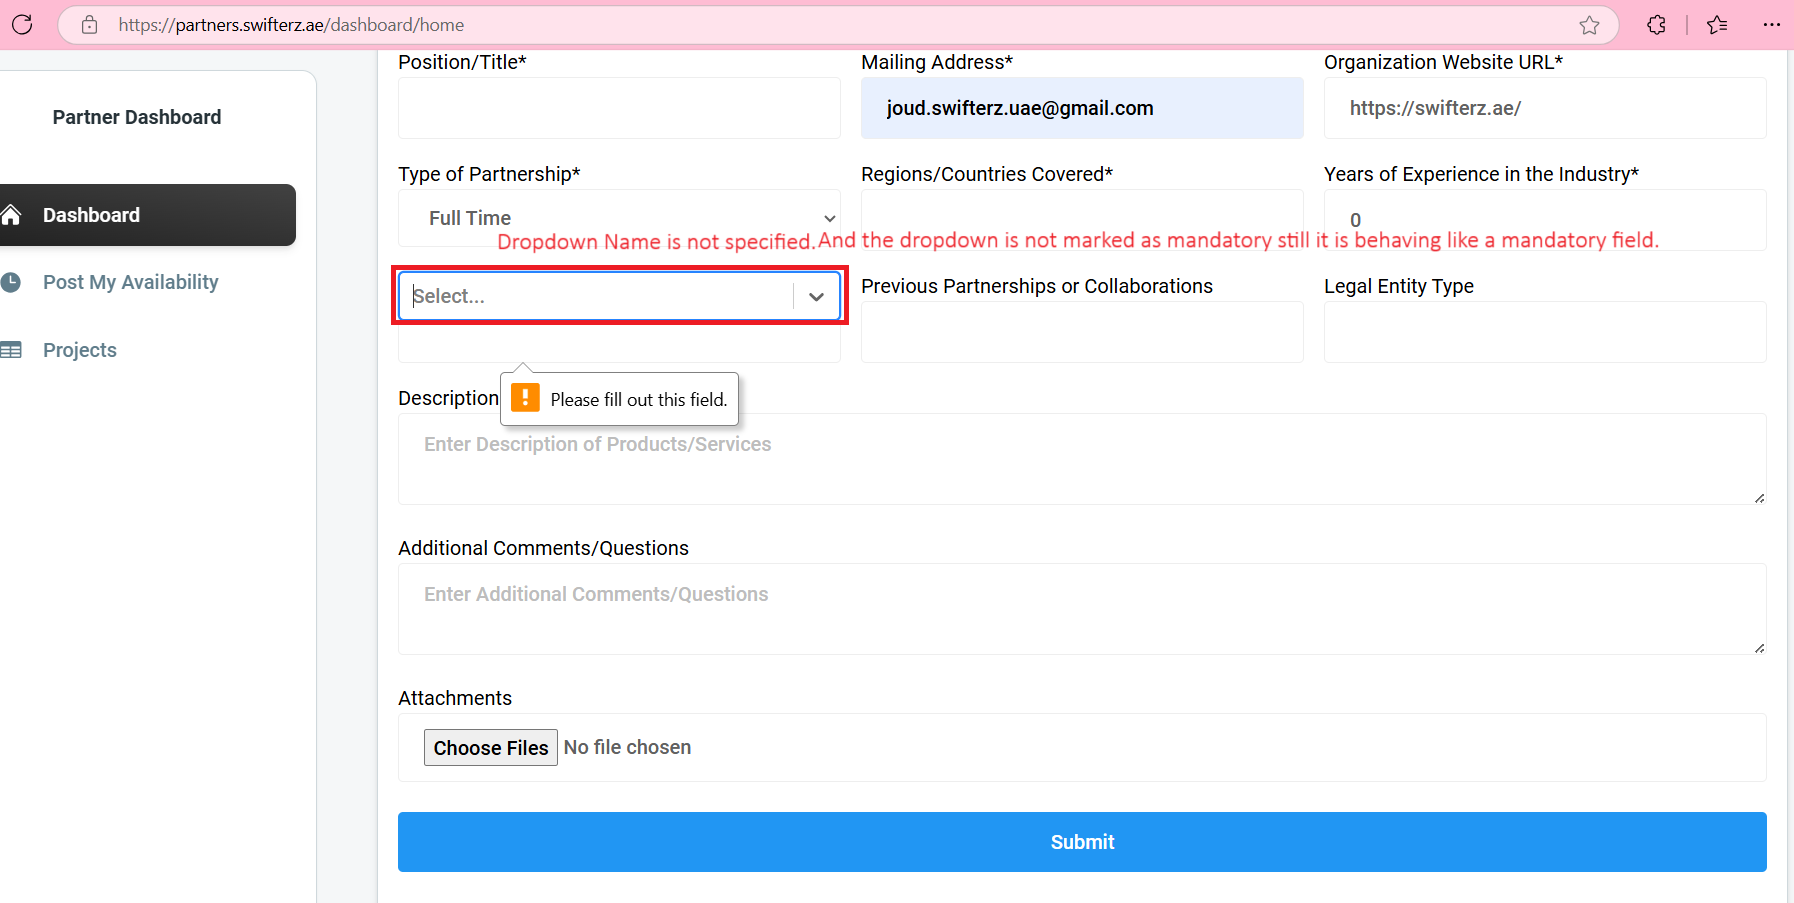 https://partners.swifterz.ae/dashboard/home
Partner Dashboard
Dashboard
Post My Availability
Projects
Position/Title*
Mailing Address*
Organization Website URL*
joud.swifterz.uae@gmail.com
https://swifterz.ae/
Type of Partnership*
Regions/Countries Covered*
Years of Experience in the Industry*
Full Time
0
Dropdown Name is not specified. And the dropdown is not marked as mandatory still it is behaving like a mandatory field.
Select...
Previous Partnerships or Collaborations
Legal Entity Type
Please fill out this field.
Description
Enter Description of Products/Services
Additional Comments/Questions
Enter Additional Comments/Questions
Attachments
Choose Files No file chosen
Submit